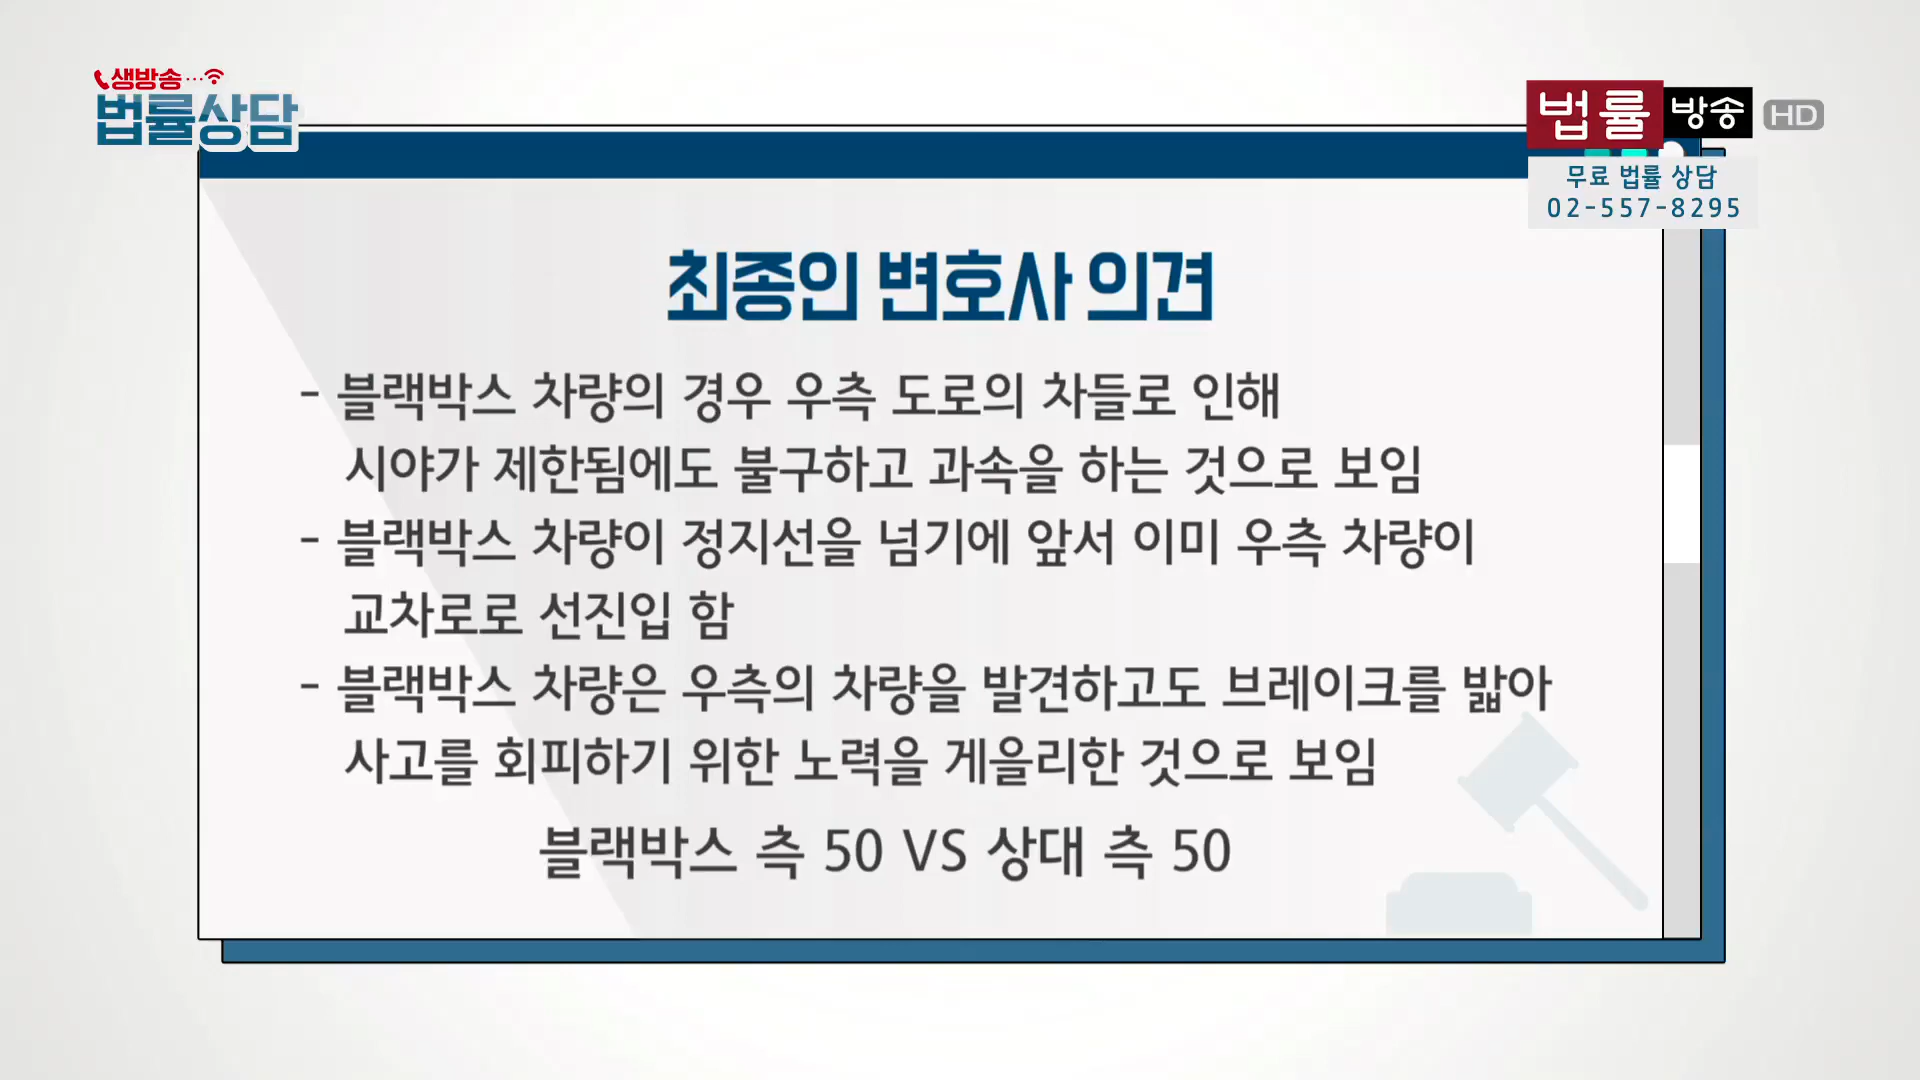 생방송
법률상담
법률방송 HD
무료 법률 상담
02-557-8295
최종인 변호사 의견
- 블랙박스 차량의 경우 우측 도로의 차들로 인해
시야가 제한됨에도 불구하고 과속을 하는 것으로 보임
- 블랙박스 차량이 정지선을 넘기에 앞서 이미 우측 차량이
교차로로 선진입 함
- 블랙박스 차량은 우측의 차량을 발견하고도 브레이크를 밟아
사고를 회피하기 위한 노력을 게을리한 것으로 보임
블랙박스 측 50 VS 상대 측 50